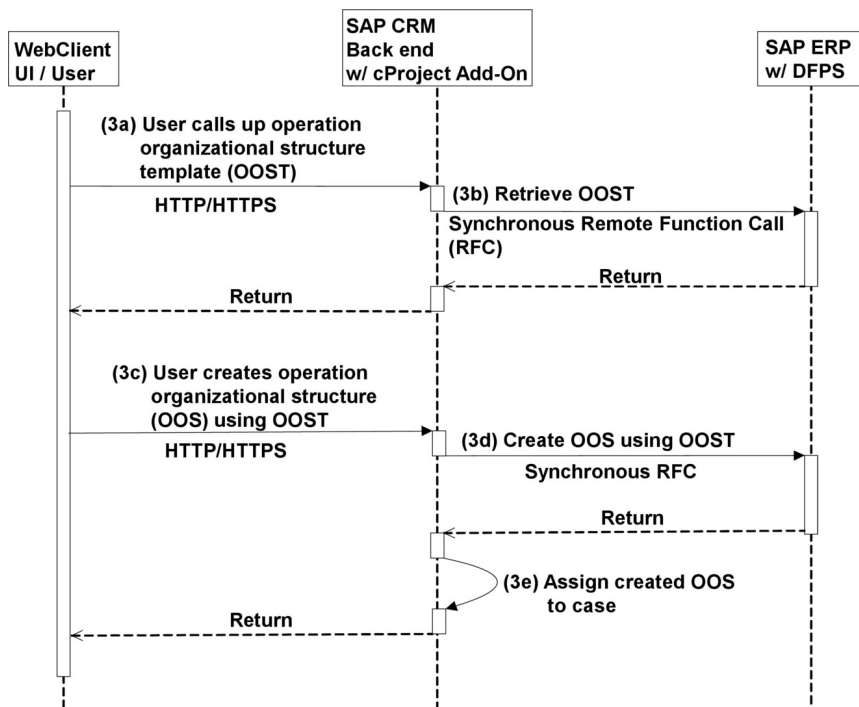 WebClient
UI / User
SAP CRM
Back end
w/ cProject Add-On
SAP ERP
w/ DFPS
(3a) User calls up operation
organizational structure
template (OOST)
HTTP/HTTPS
(3b) Retrieve OOST
Synchronous Remote Function Call
(RFC)
Return
Return
(3c) User creates operation
organizational structure
(OOS) using OOST
HTTP/HTTPS
(3d) Create OOS using OOST
Synchronous RFC
Return
(3e) Assign created OOS
to case
Return